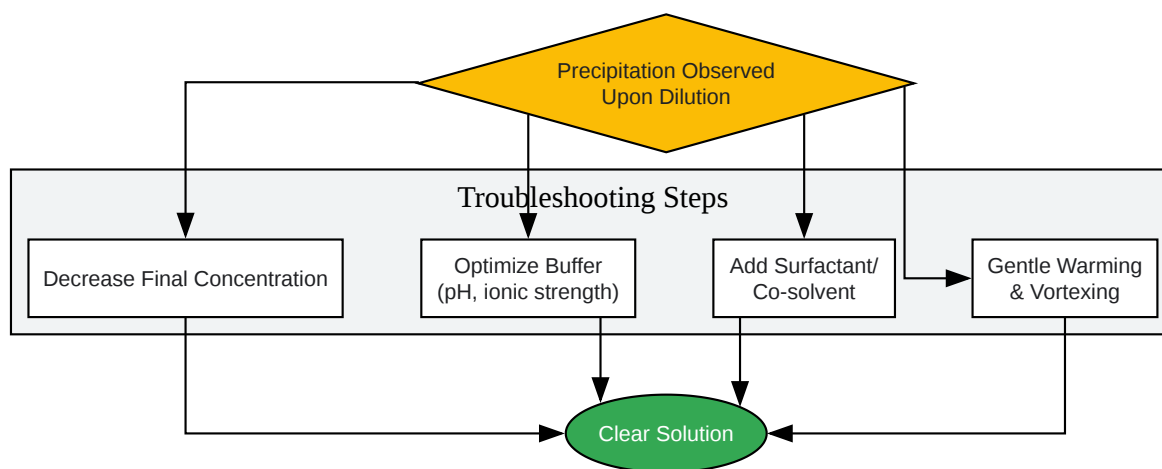 Precipitation Observed
Upon Dilution
Troubleshooting Steps
Decrease Final Concentration
Optimize Buffer
(pH, ionic strength)
Add Surfactant/
Co-solvent
Gentle Warming
& Vortexing
Clear Solution